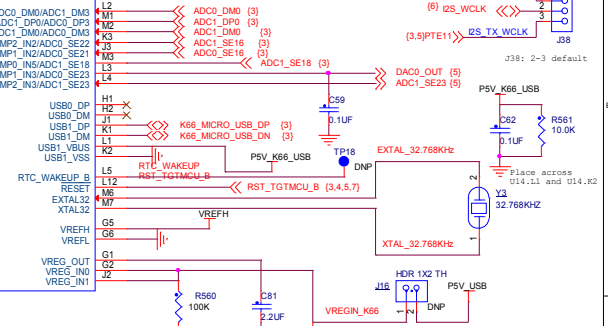 ADC0_DM0/ADC1_DM3 L2 ADC0_DM0 {3}
ADC0_DP0/ADC1_DP3 M1 ADC1_DP0 {3}
ADC1_DM0 M2 ADC1_DM0 {3}
MP2_IN2/ADC0_SE22 K3 ADC1_SE16 {3}
MP1_IN2/ADC0_SE21 J3 ADC0_SE16 {3}
MP1_IN5/ADC1_SE18 M3 ADC1_SE18 {3}
MP1_IN3/ADC0_SE23 L3 DAC0_OUT {5}
MP2_IN3/ADC1_SE23 L4 ADC1_SE23 {5}
{6} I2S_WCLK
2
3
{3,5}PTE11 I2S_TX_WCLK
J38
J38: 2-3 default
C59
0.1UF
P5V_K66_USB
C62
0.1UF
R561
10.0K
Place across
U14.L1 and U14.K2
USB0_DP H1
USB0_DM H2
USB1_DP J1 K66_MICRO_USB_DP {3}
USB1_DM K1 K66_MICRO_USB_DN {3}
USB1_VBUS L1
USB1_VSS K2
P5V_K66_USB
TP18
DNP
EXTAL_32.768KHz
RTC_WAKEUP
RTC_WAKEUP_B L5 RST_TGTMCU_B
RESET L12 RST_TGTMCU_B {3,4,5,7}
EXTAL32 M6
XTAL32 M7
2
Y3
32.768KHZ
1
XTAL_32.768KHz
VREFH
VREFH G5
VREFL G6
VREG_OUT G1
VREG_IN0 G2
VREG_IN1 J2
R560
100K
C81
2.2UF
HDR 1X2 TH
J16
P5V_USB
DNP
1
2
VREGIN_K66